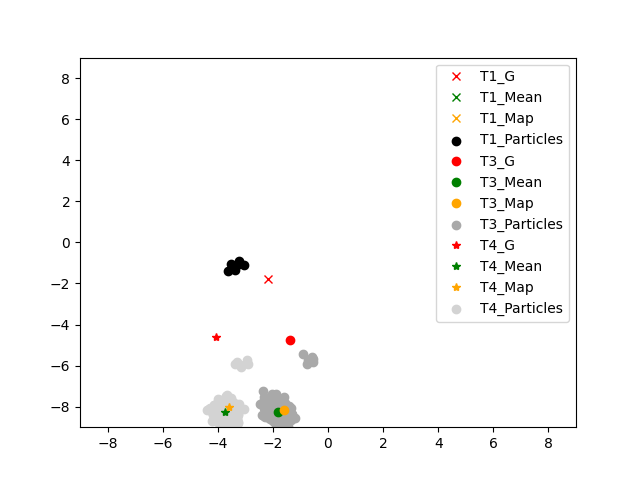 8
6
4
2
0
−2
−4
−6
−8
−8 −6 −4 −2 0 2 4 6 8
T1_G
T1_Mean
T1_Map
T1_Particles
T3_G
T3_Mean
T3_Map
T3_Particles
T4_G
T4_Mean
T4_Map
T4_Particles